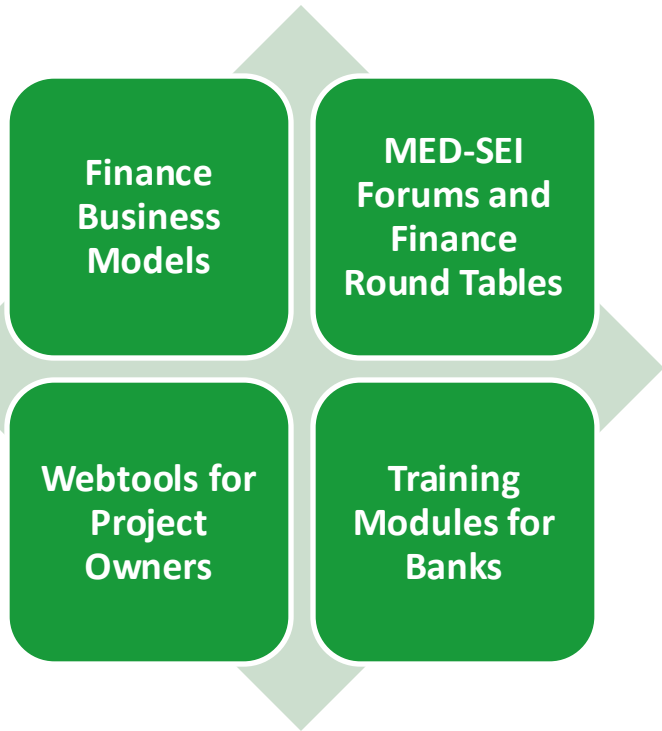 Finance
Business
Models
MED-SEI
Forums and
Finance
Round Tables
Webtools for
Project
Owners
Training
Modules for
Banks